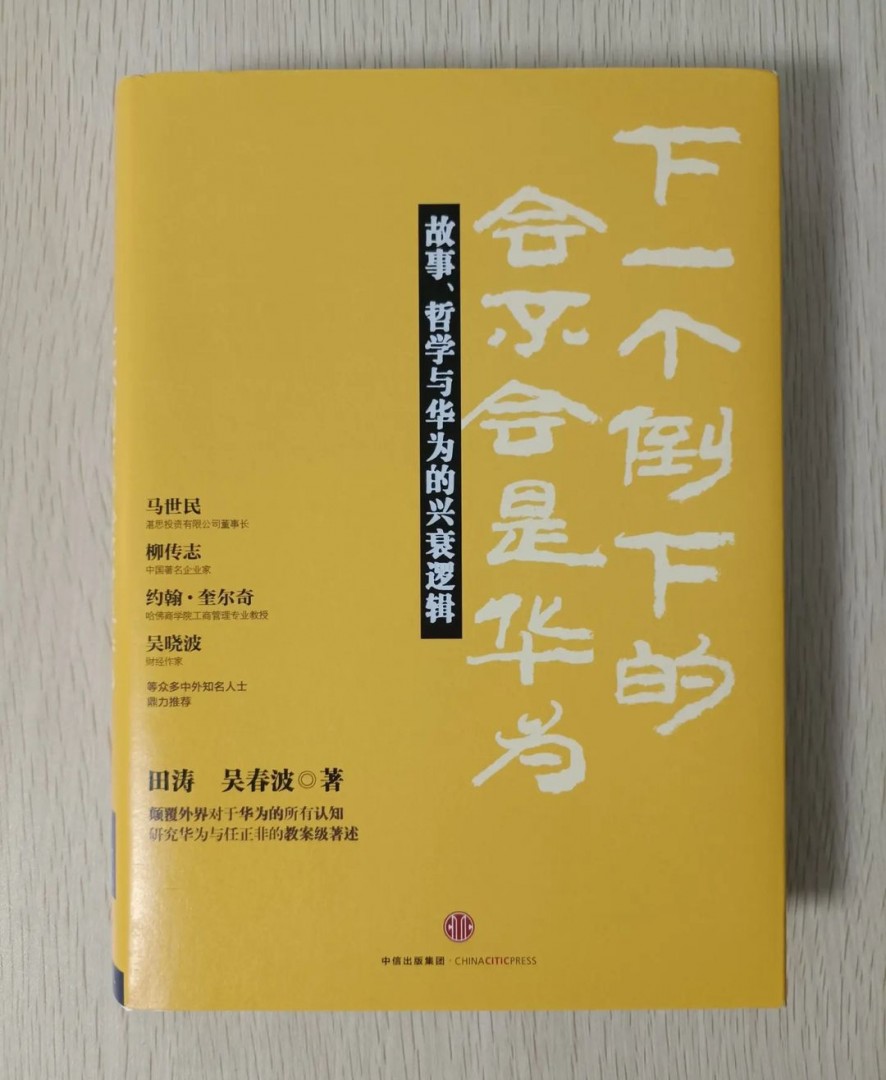 下一个倒下的
会不会是华为
故事、哲学与华为的兴衰逻辑
马世民
湛思投资有限公司董事长
柳传志
中国著名企业家
约翰·奎尔奇
哈佛商学院工商管理专业教授
吴晓波
财经作家
等众多中外知名人士
鼎力推荐
田涛 吴春波◎著
颠覆外界对于华为的所有认知
研究华为与任正非的教案级著述
中信出版集团·CHINACITICPRESS